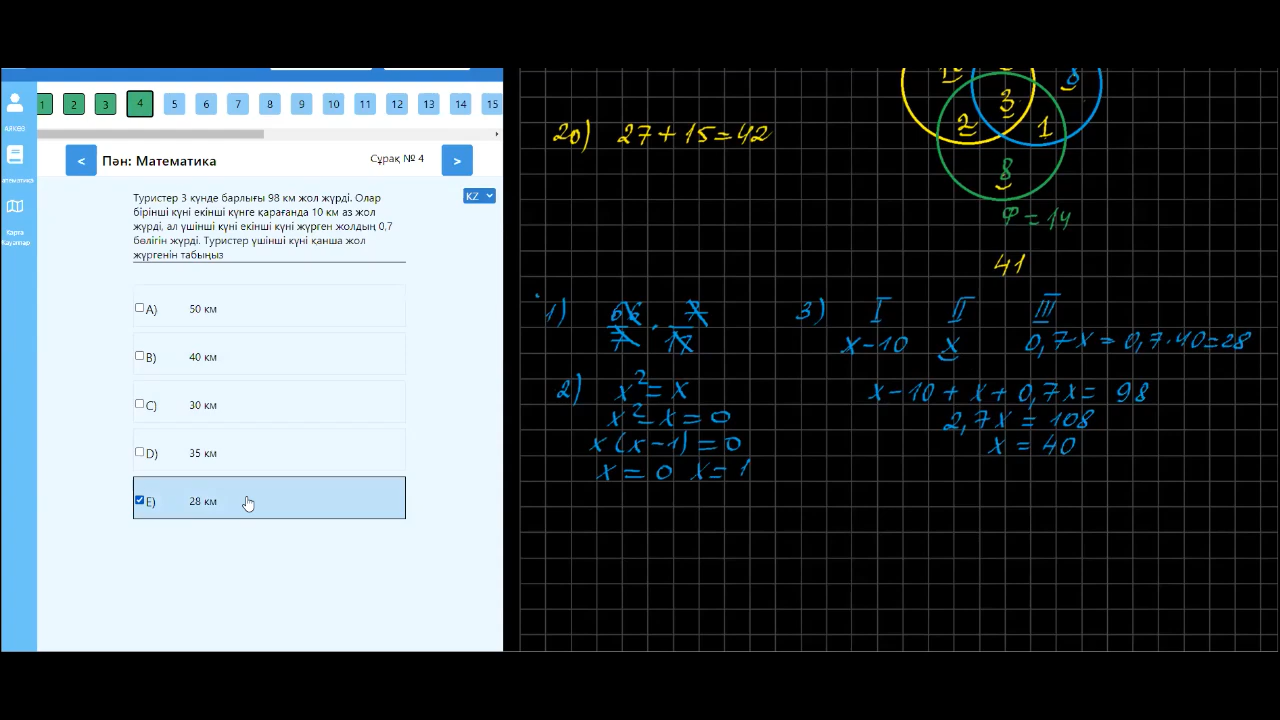 1 2 3 4 5 6 7 8 9 10 11 12 13 14 15
< Пән: Математика Сұрақ № 4 >
KZ
Туристер 3 күнде барлығы 98 км жол жүрді. Олар
бірінші күні екінші күнге қарағанда 10 км аз жол
жүрді, ал үшінші күні екінші күні жүрген жолдың 0,7
бөлігін жүрді. Туристер үшінші күні қанша жол
жүргенін табыңыз
A) 50 км
B) 40 км
C) 30 км
D) 35 км
E) 28 км
20) 27+15=42
3
2 1
8
Ф = 14
41
1) 66/7 · 7/17
2) x² = x
x² - x = 0
x(x-1) = 0
x = 0 x = 1
3) I II III
x-10 x 0,7·x = 0,7·40=28
x-10 + x + 0,7x = 98
2,7x = 108
x = 40